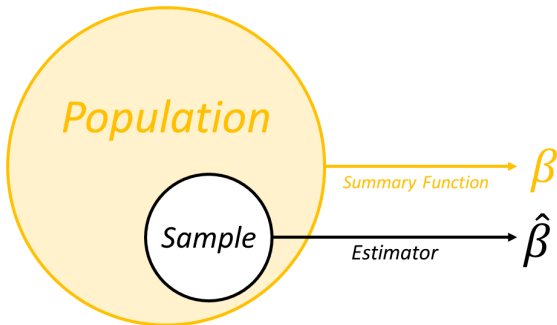 Population
Summary Function
β
Sample
Estimator
β̂